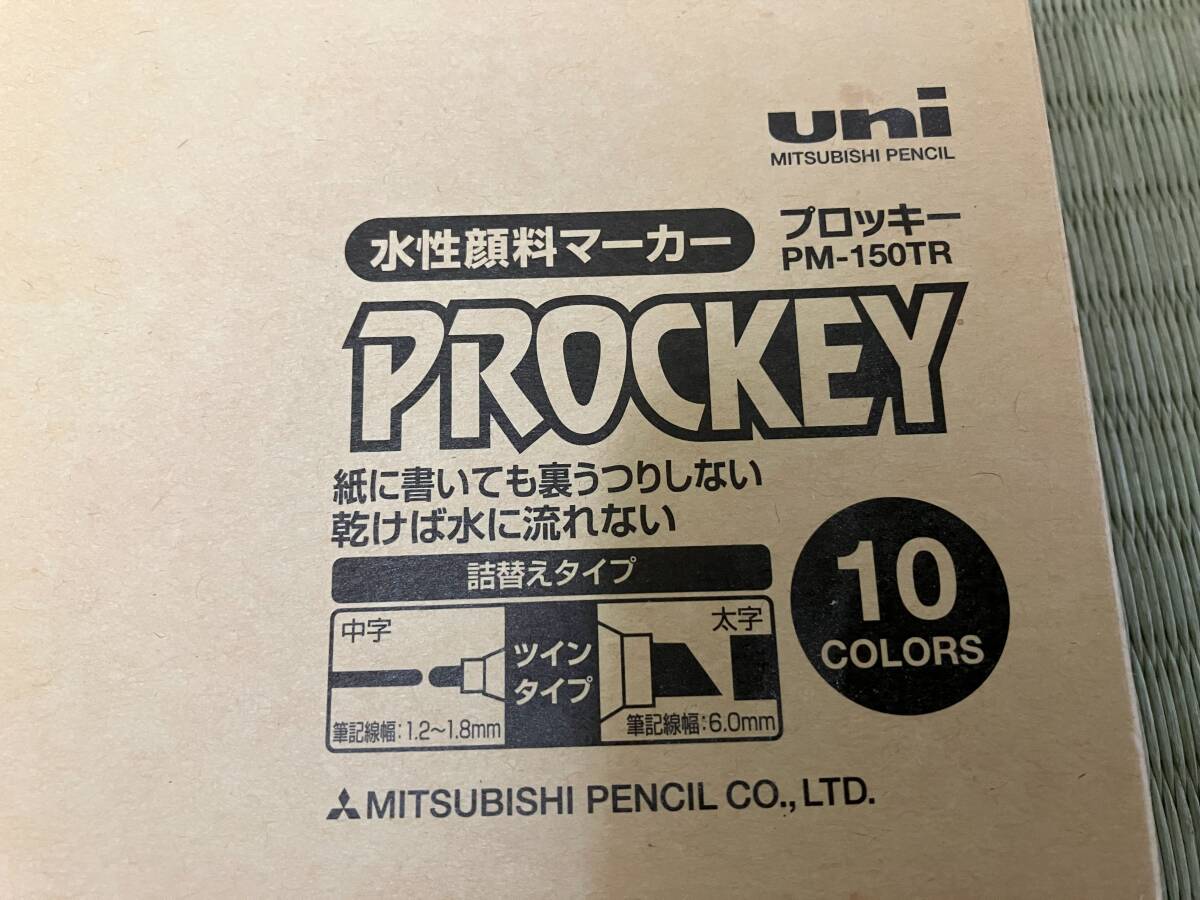 uni
MITSUBISHI PENCIL
水性顔料マーカー
プロッキー
PM-150TR
PROCKEY
紙に書いても裏うつりしない
乾けば水に流れない
詰替えタイプ
中字
ツイン
タイプ
太字
筆記線幅:1.2~1.8mm
筆記線幅:6.0mm
10
COLORS
MITSUBISHI PENCIL CO., LTD.